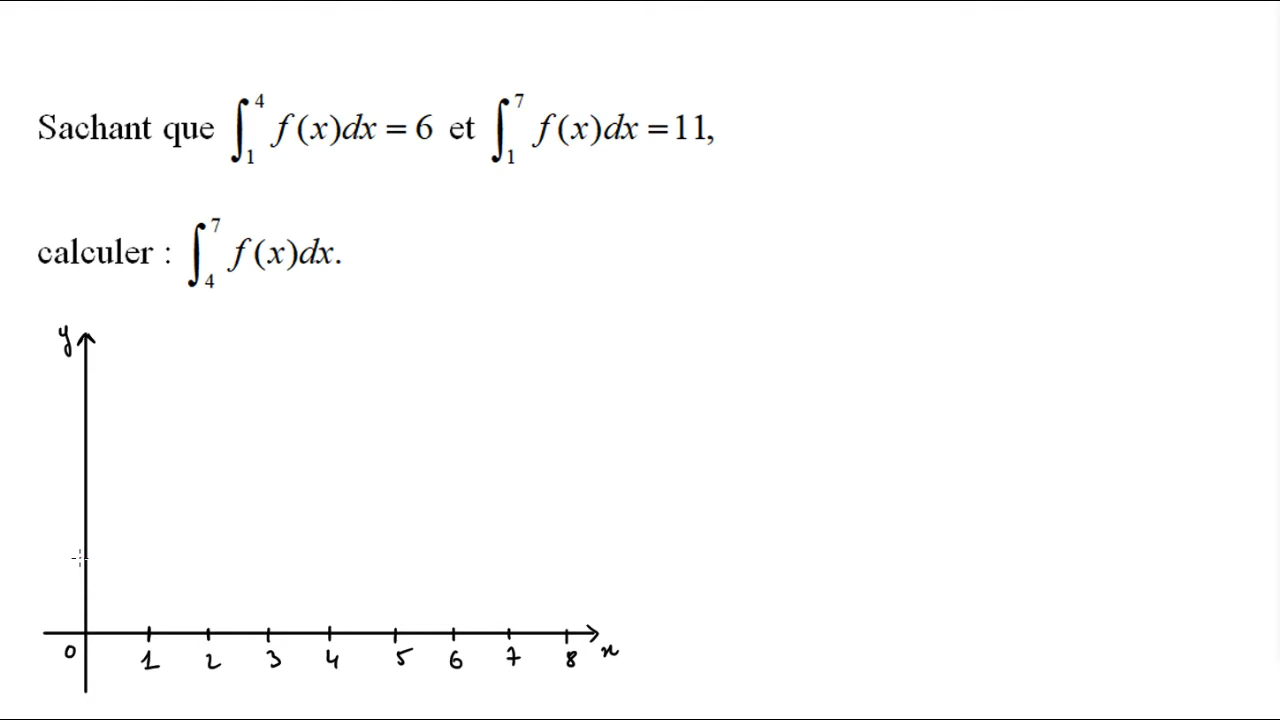 Sachant que ∫₁⁴ f(x)dx = 6 et ∫₁⁷ f(x)dx = 11,
calculer : ∫₄⁷ f(x)dx.
y
0 1 2 3 4 5 6 7 8 x